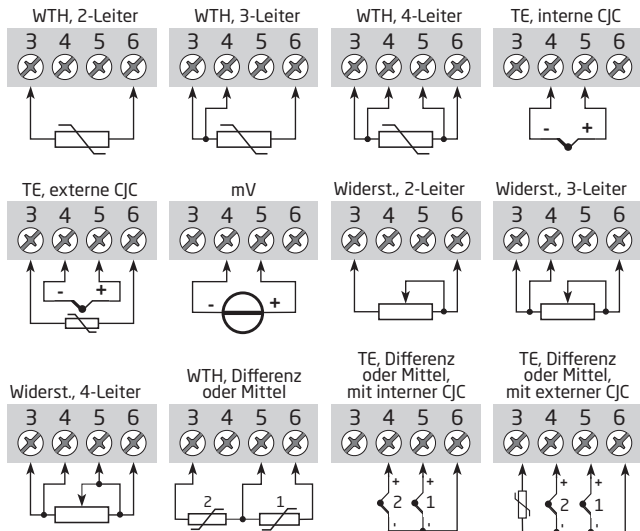 WTH, 2-Leiter
3 4 5 6
WTH, 3-Leiter
3 4 5 6
WTH, 4-Leiter
3 4 5 6
TE, interne CJC
3 4 5 6
- +
TE, externe CJC
3 4 5 6
- +
mV
3 4 5 6
- +
Widerst., 2-Leiter
3 4 5 6
Widerst., 3-Leiter
3 4 5 6
Widerst., 4-Leiter
3 4 5 6
WTH, Differenz
oder Mittel
3 4 5 6
2 1
TE, Differenz
oder Mittel,
mit interner CJC
3 4 5 6
+ +
2 1
- -
TE, Differenz
oder Mittel,
mit externer CJC
3 4 5 6
+ +
2 1
- -